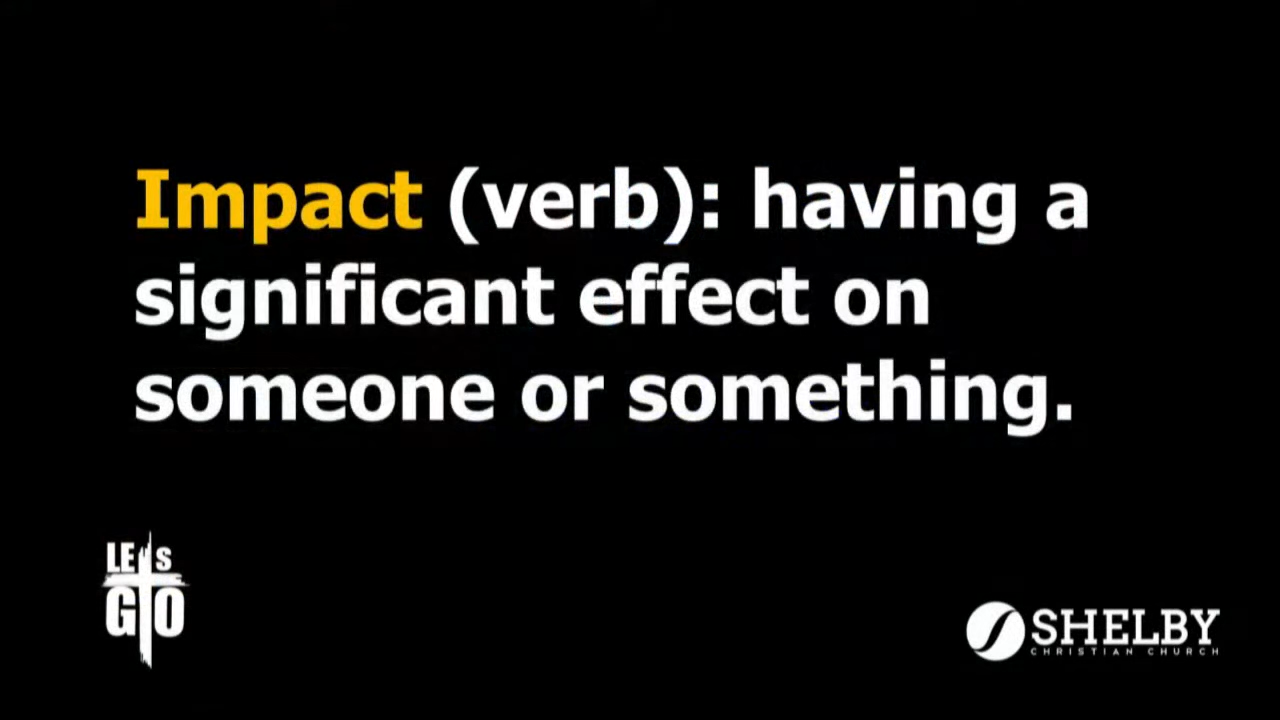 Impact (verb): having a
significant effect on
someone or something.
LETS
GO
SHELBY
CHRISTIAN CHURCH